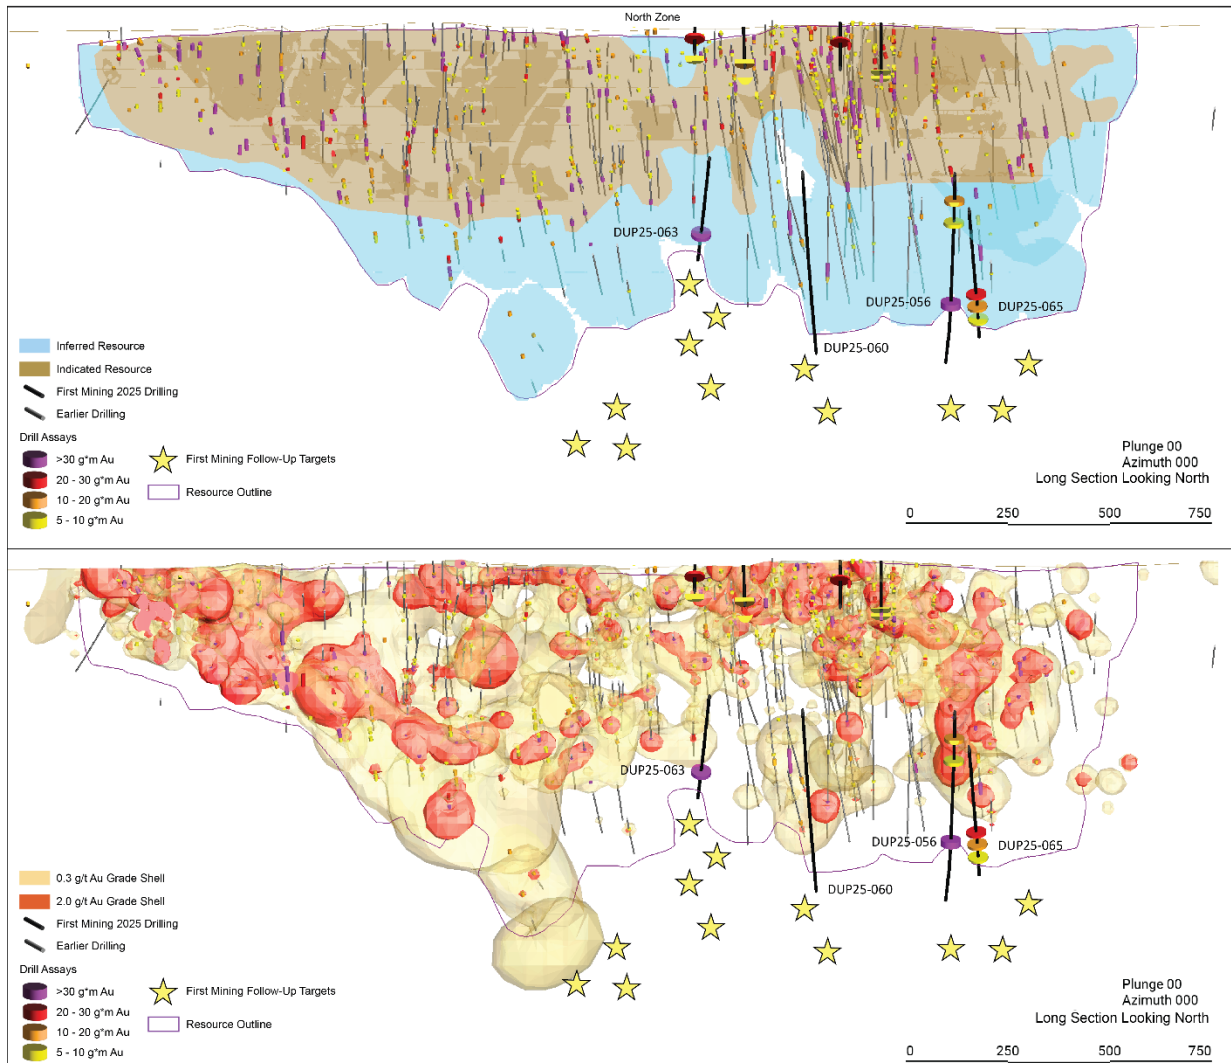 North Zone
DUP25-063
DUP25-056
DUP25-065
DUP25-060
Inferred Resource
Indicated Resource
First Mining 2025 Drilling
Earlier Drilling
Drill Assays
>30 g*m Au
20 - 30 g*m Au
10 - 20 g*m Au
5 - 10 g*m Au
First Mining Follow-Up Targets
Resource Outline
Plunge 00
Azimuth 000
Long Section Looking North
0 250 500 750
DUP25-063
DUP25-056
DUP25-065
DUP25-060
0.3 g/t Au Grade Shell
2.0 g/t Au Grade Shell
First Mining 2025 Drilling
Earlier Drilling
Drill Assays
>30 g*m Au
20 - 30 g*m Au
10 - 20 g*m Au
5 - 10 g*m Au
First Mining Follow-Up Targets
Resource Outline
Plunge 00
Azimuth 000
Long Section Looking North
0 250 500 750